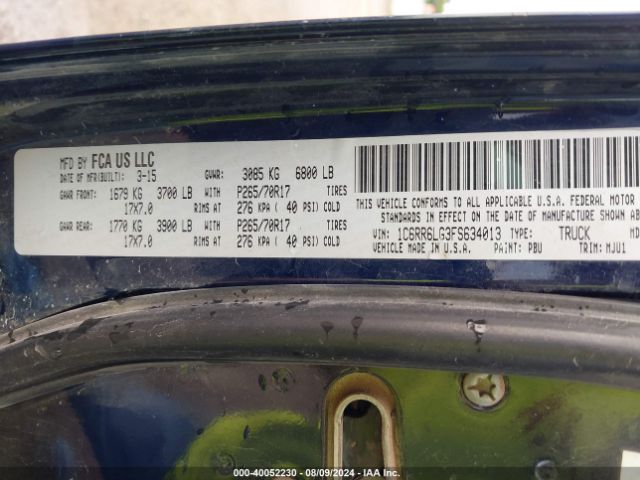 MFD BY FCA US LLC
DATE OF MFR(BUILT): 3-15 GVWR: 3085 KG 6800 LB
GAWR FRONT: 1679 KG 3700 LB WITH P265/70R17 TIRES
17X7.0 RIMS AT 276 KPA ( 40 PSI) COLD
GAWR REAR: 1770 KG 3900 LB WITH P265/70R17 TIRES
17X7.0 RIMS AT 276 KPA ( 40 PSI) COLD
THIS VEHICLE CONFORMS TO ALL APPLICABLE U.S.A. FEDERAL MOTOR
STANDARDS IN EFFECT ON THE DATE OF MANUFACTURE
VIN: 1C6RR6LG3FS634013 TYPE: TRUCK MD
VEHICLE MADE IN U.S.A. PAINT: PBU TRIM: MJU1
STOCK: 40052230 - 08/09/2024 - IAA Inc.